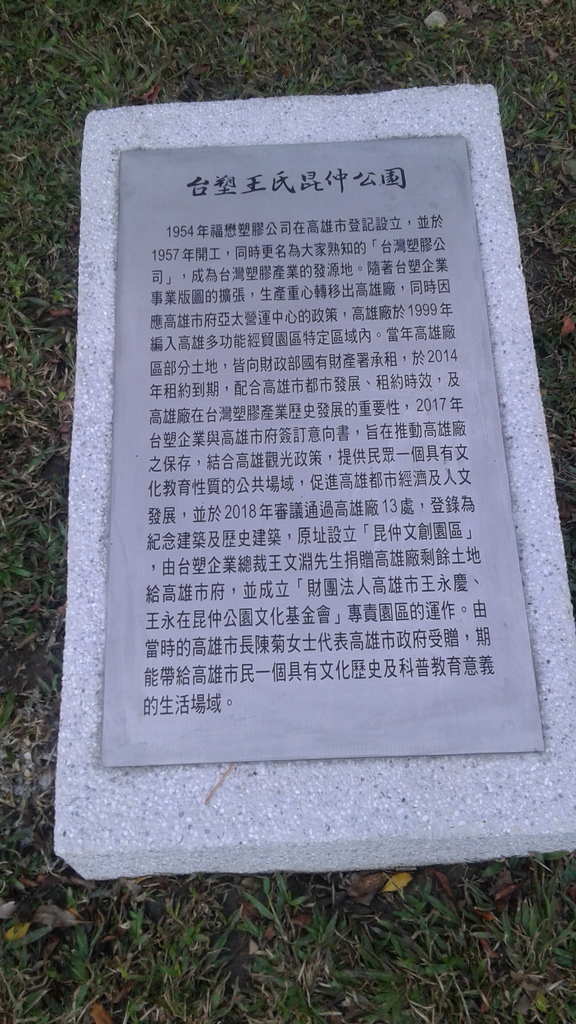 台塑王氏昆仲公園
1954年福懋塑膠公司在高雄市登記設立，並於
1957年開工，同時更名為大家熟知的「台灣塑膠公
司」，成為台灣塑膠產業的發源地。隨著台塑企業
事業版圖的擴張，生產重心轉移出高雄廠，同時因
應高雄市府亞太營運中心的政策，高雄廠於1999年
編入高雄多功能經貿園區特定區域內。當年高雄廠
區部分土地，皆向財政部國有財產署承租，於2014
年租約到期，配合高雄市都市發展、租約時效，及
高雄廠在台灣塑膠產業歷史發展的重要性，2017年
台塑企業與高雄市府簽訂意向書，旨在推動高雄廠
之保存，結合高雄觀光政策，提供民眾一個具有文
化教育性質的公共場域，促進高雄都市經濟及人文
發展，並於2018年審議通過高雄廠13處，登錄為
紀念建築及歷史建築，原址設立「昆仲文創園區」
，由台塑企業總裁王文淵先生捐贈高雄廠剩餘土地
給高雄市府，並成立「財團法人高雄市王永慶、
王永在昆仲公園文化基金會」專責園區的運作。由
當時的高雄市長陳菊女士代表高雄市政府受贈，期
能帶給高雄市民一個具有文化歷史及科普教育意義
的生活場域。